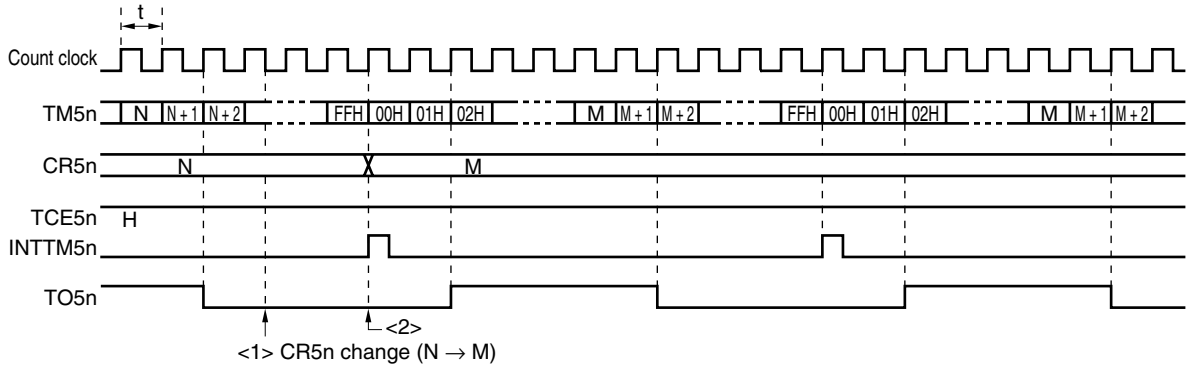 t
Count clock
TM5n N N + 1 N + 2 FFH 00H 01H 02H M M + 1 M + 2 FFH 00H 01H 02H M M + 1 M + 2
CR5n N M
TCE5n H
INTTM5n
TO5n
<2>
<1> CR5n change (N → M)